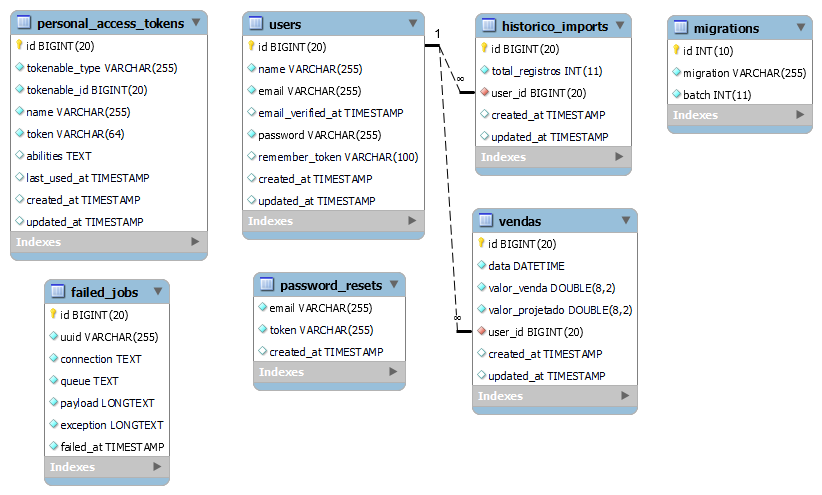 personal_access_tokens
id BIGINT(20)
tokenable_type VARCHAR(255)
tokenable_id BIGINT(20)
name VARCHAR(255)
token VARCHAR(64)
abilities TEXT
last_used_at TIMESTAMP
created_at TIMESTAMP
updated_at TIMESTAMP
Indexes
users
id BIGINT(20)
name VARCHAR(255)
email VARCHAR(255)
email_verified_at TIMESTAMP
password VARCHAR(255)
remember_token VARCHAR(100)
created_at TIMESTAMP
updated_at TIMESTAMP
Indexes
1
∞
∞
historico_imports
id BIGINT(20)
total_registros INT(11)
user_id BIGINT(20)
created_at TIMESTAMP
updated_at TIMESTAMP
Indexes
migrations
id INT(10)
migration VARCHAR(255)
batch INT(11)
Indexes
vendas
id BIGINT(20)
data DATETIME
valor_venda DOUBLE(8,2)
valor_projetado DOUBLE(8,2)
user_id BIGINT(20)
created_at TIMESTAMP
updated_at TIMESTAMP
Indexes
failed_jobs
id BIGINT(20)
uuid VARCHAR(255)
connection TEXT
queue TEXT
payload LONGTEXT
exception LONGTEXT
failed_at TIMESTAMP
Indexes
password_resets
email VARCHAR(255)
token VARCHAR(255)
created_at TIMESTAMP
Indexes